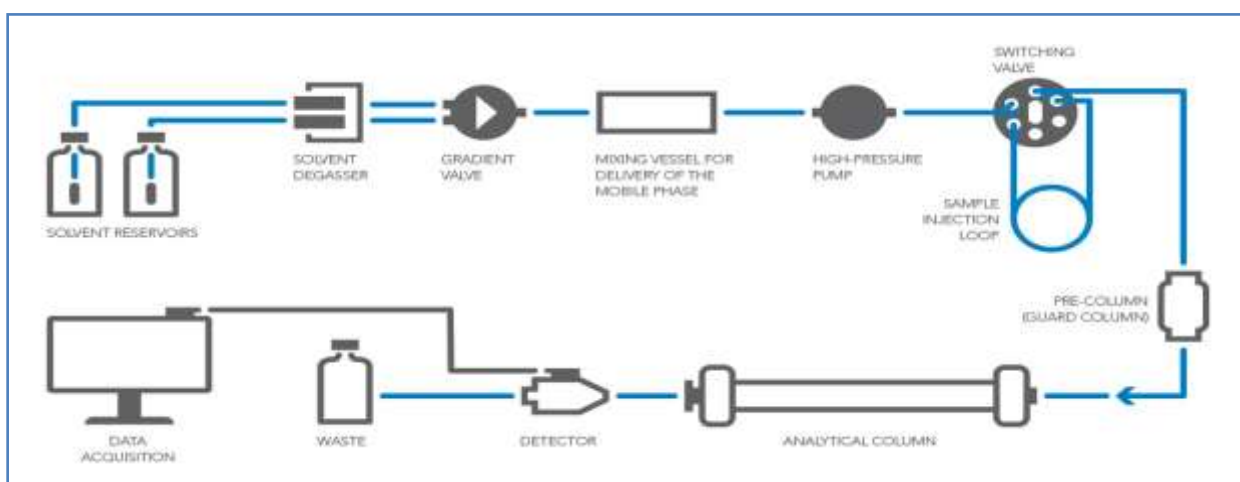 SWITCHING
VALVE
SOLVENT
DEGASSER
GRADIENT
VALVE
MIXING VESSEL FOR
DELIVERY OF THE
MOBILE PHASE
HIGH-PRESSURE
PUMP
SAMPLE
INJECTION
LOOP
SOLVENT RESERVOIRS
PRE-COLUMN
(GUARD COLUMN)
DATA
ACQUISITION
WASTE
DETECTOR
ANALYTICAL COLUMN